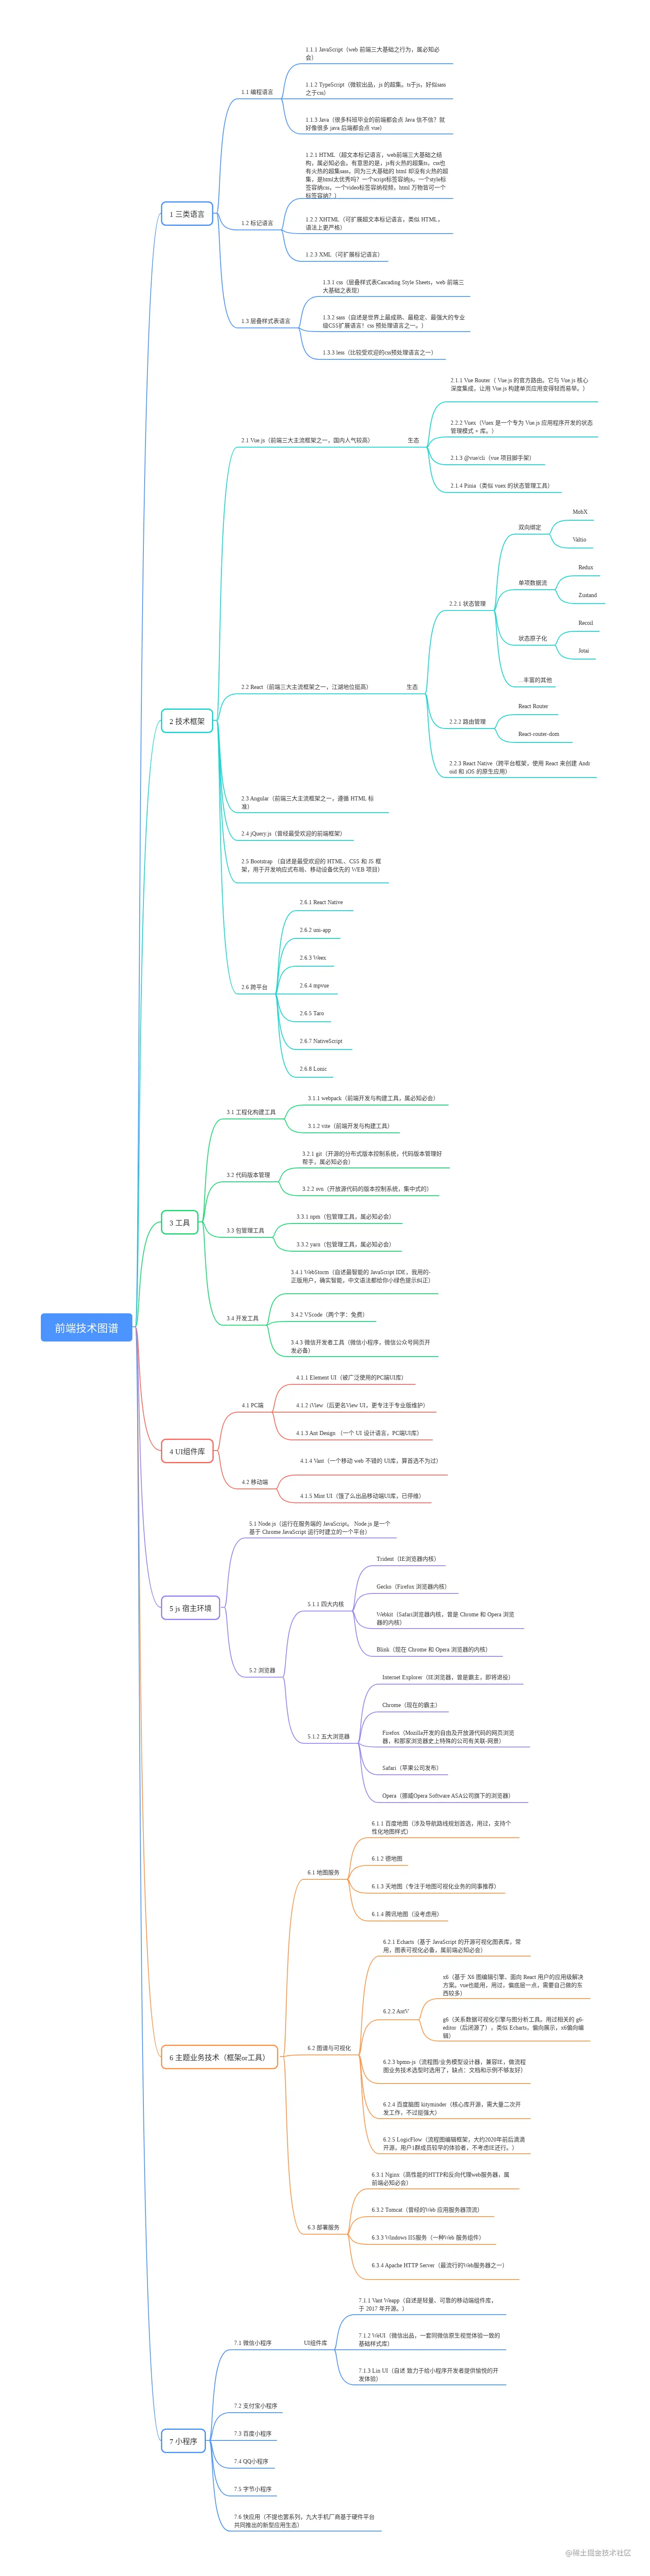 1.1.1 JavaScript（web 前端三大基础之行为，属必知必
会）
1.1 编程语言
1.1.2 TypeScript（微软出品，js 的超集。ts于js，好似sass
之于css）
1.1.3 Java（很多科班毕业的前端都会点 Java 信不信？就
好像很多 java 后端都会点 vue）
1.2.1 HTML（超文本标记语言，web前端三大基础之结
构，属必知必会。有意思的是，js有火热的超集ts，css也
有火热的超集sass，同为三大基础的 html 却没有火热的超
集，是html太优秀吗？一个script标签容纳js，一个style标
签容纳css，一个video标签容纳视频，html 万物皆可一个
标签容纳？）
1 三类语言
1.2 标记语言
1.2.2 XHTML（可扩展超文本标记语言，类似 HTML，
语法上更严格）
1.2.3 XML（可扩展标记语言）
1.3.1 css（层叠样式表Cascading Style Sheets，web 前端三
大基础之表现）
1.3 层叠样式表语言
1.3.2 sass（自述是世界上最成熟、最稳定、最强大的专业
级CSS扩展语言！css 预处理语言之一。）
1.3.3 less（比较受欢迎的css预处理语言之一）
2.1.1 Vue Router（ Vue.js 的官方路由。它与 Vue.js 核心
深度集成，让用 Vue.js 构建单页应用变得轻而易举。）
2.1 Vue.js（前端三大主流框架之一，国内人气较高）
生态
2.2.2 Vuex（Vuex 是一个专为 Vue.js 应用程序开发的状态
管理模式 + 库。）
2.1.3 @vue/cli（vue 项目脚手架）
2.1.4 Pinia（类似 vuex 的状态管理工具）
双向绑定
MobX
Valtio
单项数据流
Redux
Zustand
2.2.1 状态管理
状态原子化
Recoil
Jotai
...丰富的其他
2.2 React（前端三大主流框架之一，江湖地位挺高）
生态
2.2.2 路由管理
React Router
React-router-dom
2 技术框架
2.2.3 React Native（跨平台框架，使用 React 来创建 Andr
oid 和 iOS 的原生应用）
2.3 Angular（前端三大主流框架之一，遵循 HTML 标
准）
2.4 jQuery.js（曾经最受欢迎的前端框架）
2.5 Bootstrap （自述是最受欢迎的 HTML、CSS 和 JS 框
架，用于开发响应式布局、移动设备优先的 WEB 项目）
2.6.1 React Native
2.6.2 uni-app
2.6.3 Weex
2.6 跨平台
2.6.4 mpvue
2.6.5 Taro
2.6.7 NativeScript
2.6.8 Lonic
3.1 工程化构建工具
3.1.1 webpack（前端开发与构建工具，属必知必会）
3.1.2 vite（前端开发与构建工具）
3.2 代码版本管理
3.2.1 git（开源的分布式版本控制系统，代码版本管理好
帮手，属必知必会）
3.2.2 svn（开放源代码的版本控制系统，集中式的）
3 工具
3.3 包管理工具
3.3.1 npm（包管理工具，属必知必会）
3.3.2 yarn（包管理工具，属必知必会）
3.4.1 WebStorm（自述最智能的 JavaScript IDE，我用的-
正版用户，确实智能，中文语法都给你小绿色提示纠正）
3.4 开发工具
3.4.2 VScode（两个字：免费）
3.4.3 微信开发者工具（微信小程序，微信公众号网页开
发必备）
前端技术图谱
4.1.1 Element UI（被广泛使用的PC端UI库）
4.1 PC端
4.1.2 iView（后更名View UI，更专注于专业版维护）
4.1.3 Ant Design （一个 UI 设计语言，PC端UI库）
4 UI组件库
4.2 移动端
4.1.4 Vant（一个移动 web 不错的 UI库，算首选不为过）
4.1.5 Mint UI（饿了么出品移动端UI库，已停维）
5.1 Node.js（运行在服务端的 JavaScript。 Node.js 是一个
基于 Chrome JavaScript 运行时建立的一个平台）
5 js 宿主环境
Trident（IE浏览器内核）
Gecko（Firefox 浏览器内核）
5.1.1 四大内核
Webkit（Safari浏览器内核，曾是 Chrome 和 Opera 浏览
器的内核）
Blink（现在 Chrome 和 Opera 浏览器的内核）
5.2 浏览器
Internet Explorer（IE浏览器，曾是霸主，即将退役）
Chrome（现在的霸主）
5.1.2 五大浏览器
Firefox（Mozilla开发的自由及开放源代码的网页浏览
器，和那家浏览器史上特殊的公司有关联-网景）
Safari（苹果公司发布）
Opera（挪威Opera Software ASA公司旗下的浏览器）
6.1.1 百度地图（涉及导航路线规划首选，用过，支持个
性化地图样式）
6.1.2 德地图
6.1 地图服务
6.1.3 天地图（专注于地图可视化业务的同事推荐）
6.1.4 腾讯地图（没考虑用）
6.2.1 Echarts（基于 JavaScript 的开源可视化图表库，常
用，图表可视化必备，属前端必知必会）
6.2.2 AntV
x6（基于 X6 图编辑引擎，面向 React 用户的应用级解决
方案。vue也能用，用过，偏底层一点，需要自己做的东
西较多）
g6（关系数据可视化引擎与图分析工具。用过相关的 g6-
editor（后闭源了），类似 Echarts，偏向展示，x6偏向编
辑）
6 主题业务技术（框架or工具）
6.2 图谱与可视化
6.2.3 bpmn-js（流程图/业务模型设计器，兼容IE，做流程
图业务技术选型时选用了，缺点：文档和示例不够友好）
6.2.4 百度脑图 kityminder（核心库开源，需大量二次开
发工作，不过挺强大）
6.2.5 LogicFlow（流程图编辑框架，大约2020年前后滴滴
开源，用户1群成员较早的体验者，不考虑IE还行。）
6.3.1 Nginx（高性能的HTTP和反向代理web服务器，属
前端必知必会）
6.3 部署服务
6.3.2 Tomcat（曾经的Web 应用服务器顶流）
6.3.3 Windows IIS服务（一种Web 服务组件）
6.3.4 Apache HTTP Server（最流行的Web服务器之一）
7.1.1 Vant Weapp（自述是轻量、可靠的移动端组件库，
于 2017 年开源。）
7.1 微信小程序
UI组件库
7.1.2 WeUI（微信出品，一套同微信原生视觉体验一致的
基础样式库）
7.1.3 Lin UI（自述 致力于给小程序开发者提供愉悦的开
发体验）
7 小程序
7.2 支付宝小程序
7.3 百度小程序
7.4 QQ小程序
7.5 字节小程序
7.6 快应用（不提也罢系列，九大手机厂商基于硬件平台
共同推出的新型应用生态）
@稀土掘金技术社区